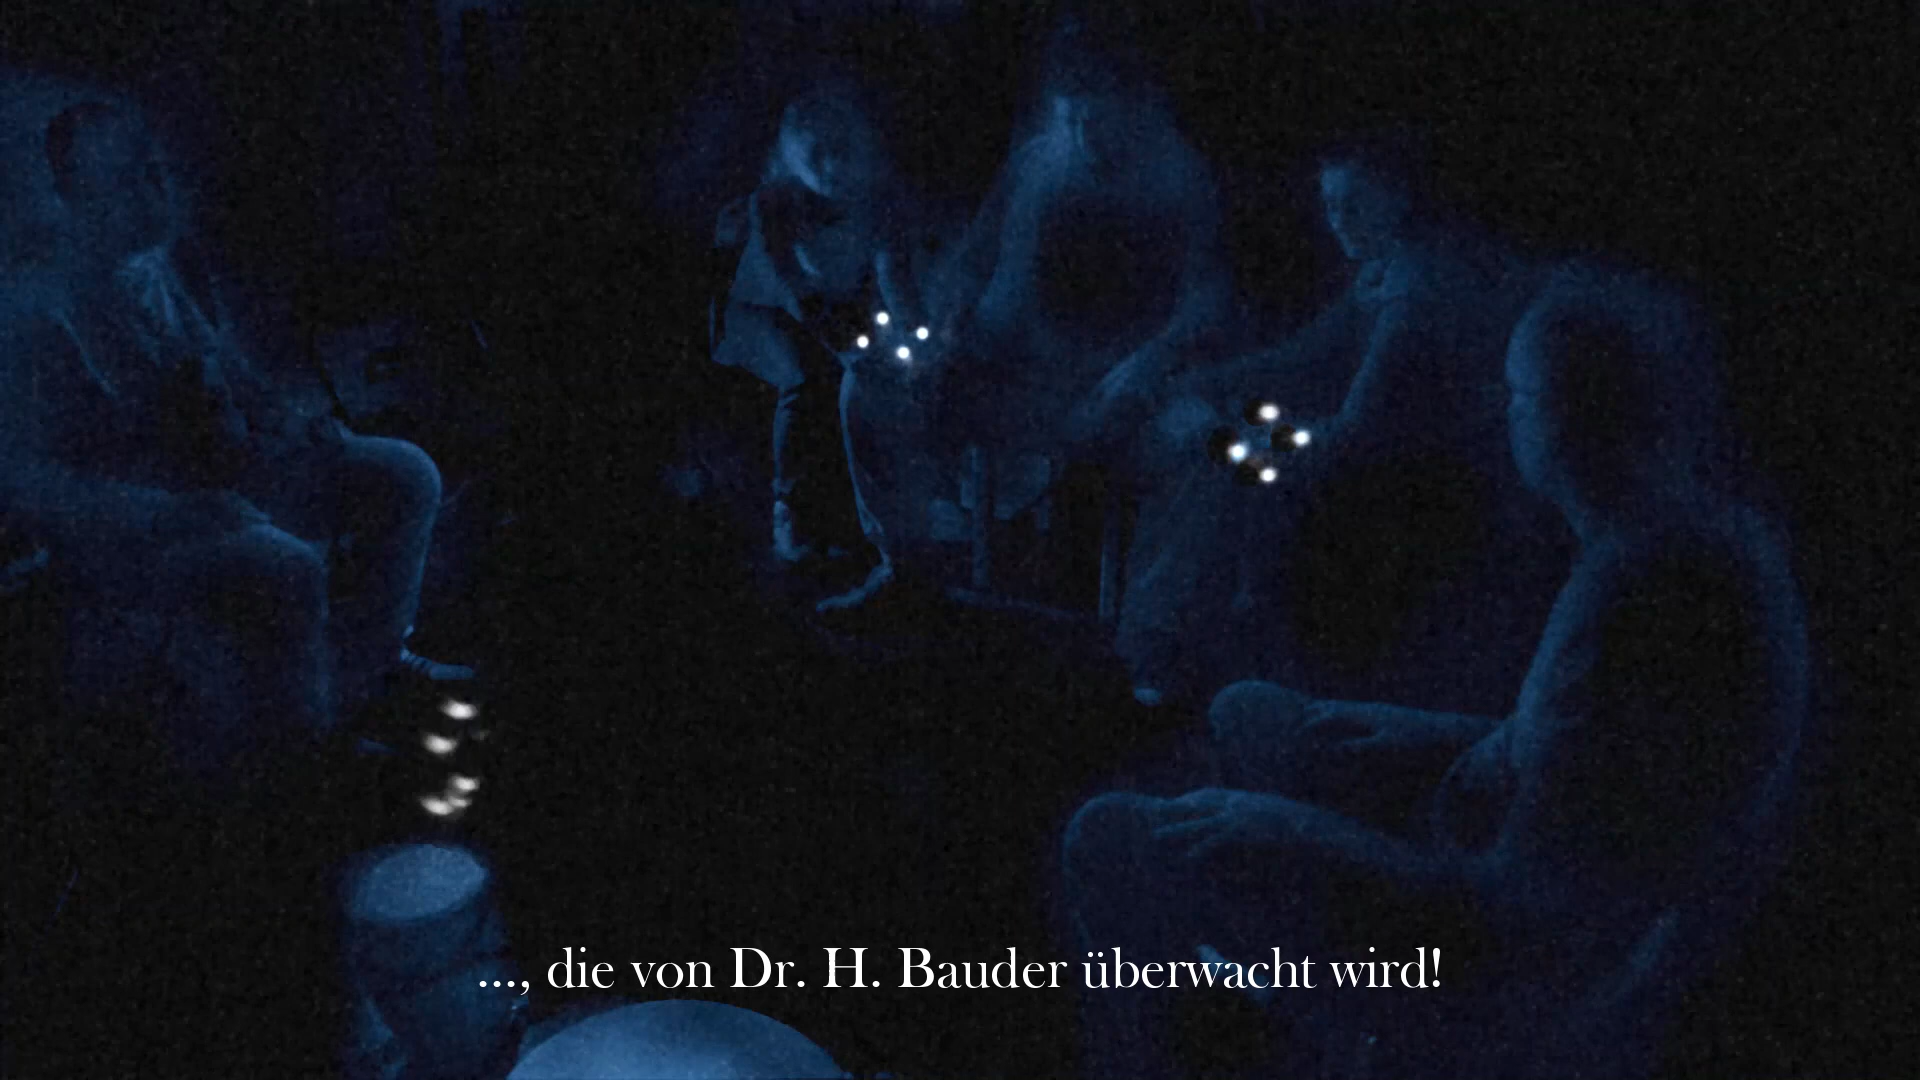 ..., die von Dr. H. Bauder überwacht wird!